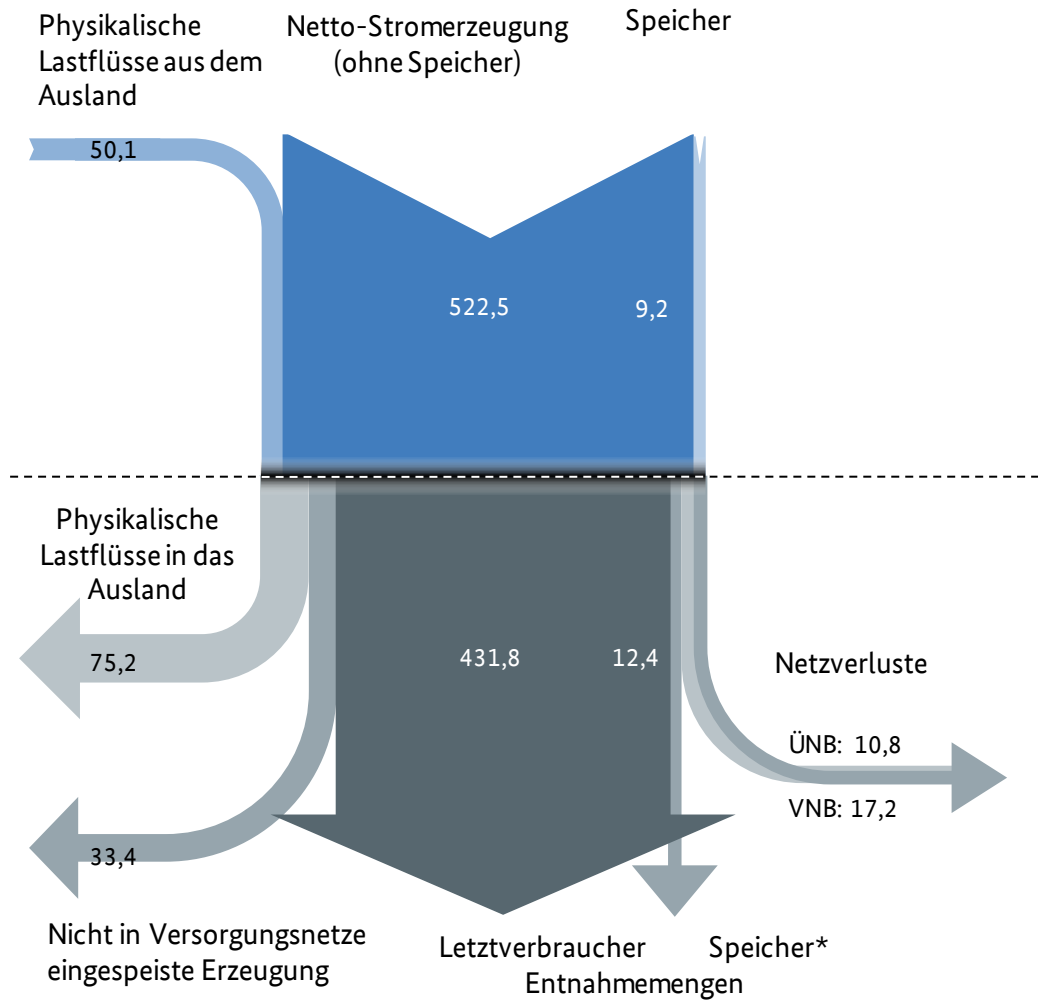 Physikalische
Lastflüsse aus dem
Ausland
Netto-Stromerzeugung
(ohne Speicher)
Speicher
50,1
522,5
9,2
Physikalische
Lastflüsse in das
Ausland
75,2
431,8
12,4
Netzverluste
ÜNB: 10,8
VNB: 17,2
33,4
Nicht in Versorgungsnetze
eingespeiste Erzeugung
Letztverbraucher
Speicher*
Entnahmemengen